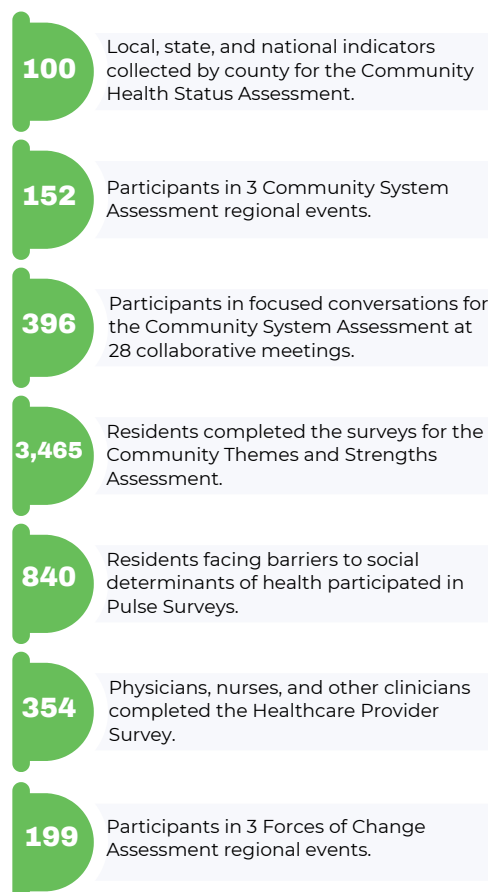 100
Local, state, and national indicators
collected by county for the Community
Health Status Assessment.
152
Participants in 3 Community System
Assessment regional events.
396
Participants in focused conversations for
the Community System Assessment at
28 collaborative meetings.
3,465
Residents completed the surveys for the
Community Themes and Strengths
Assessment.
840
Residents facing barriers to social
determinants of health participated in
Pulse Surveys.
354
Physicians, nurses, and other clinicians
completed the Healthcare Provider
Survey.
199
Participants in 3 Forces of Change
Assessment regional events.